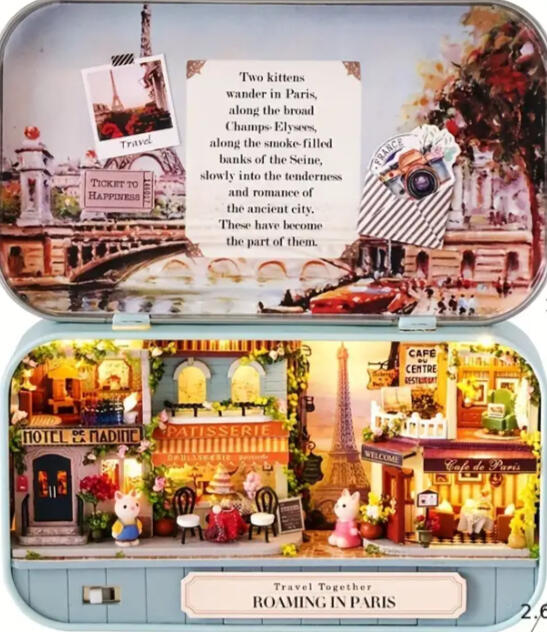 Two kittens
wander in Paris,
along the broad
Champs-Elysees,
along the smoke-filled
banks of the Seine,
slowly into the tenderness
and romance of
the ancient city.
These have become
the part of them.
Travel
TICKET TO
HAPPINESS
FRANCE
CAFÉ
DU
CENTRE
RESTAURANT
HOTEL DE LA MADINE
PATISSERIE
WELCOME
Cafe de Paris
Travel Together
ROAMING IN PARIS
2.6